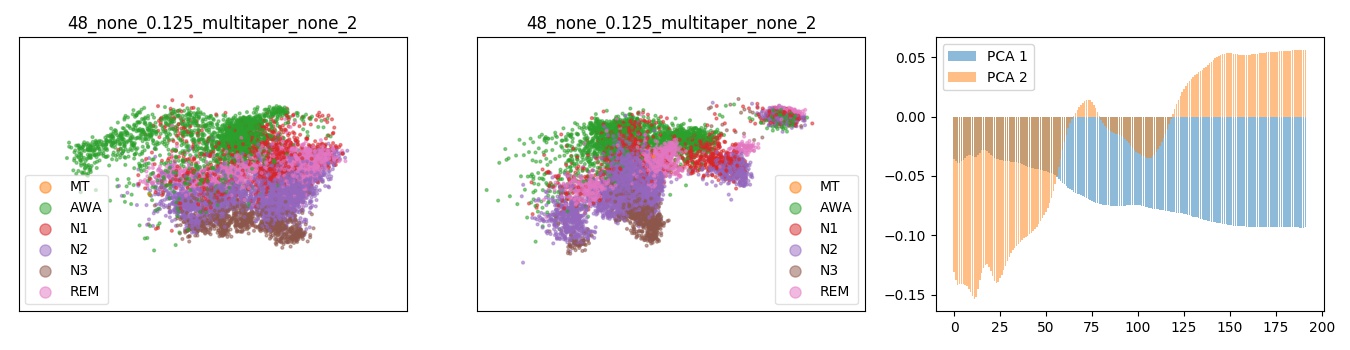 48_none_0.125_multitaper_none_2
MT
AWA
N1
N2
N3
REM
48_none_0.125_multitaper_none_2
MT
AWA
N1
N2
N3
REM
PCA 1
PCA 2
0.05
0.00
−0.05
−0.10
−0.15
0 25 50 75 100 125 150 175 200